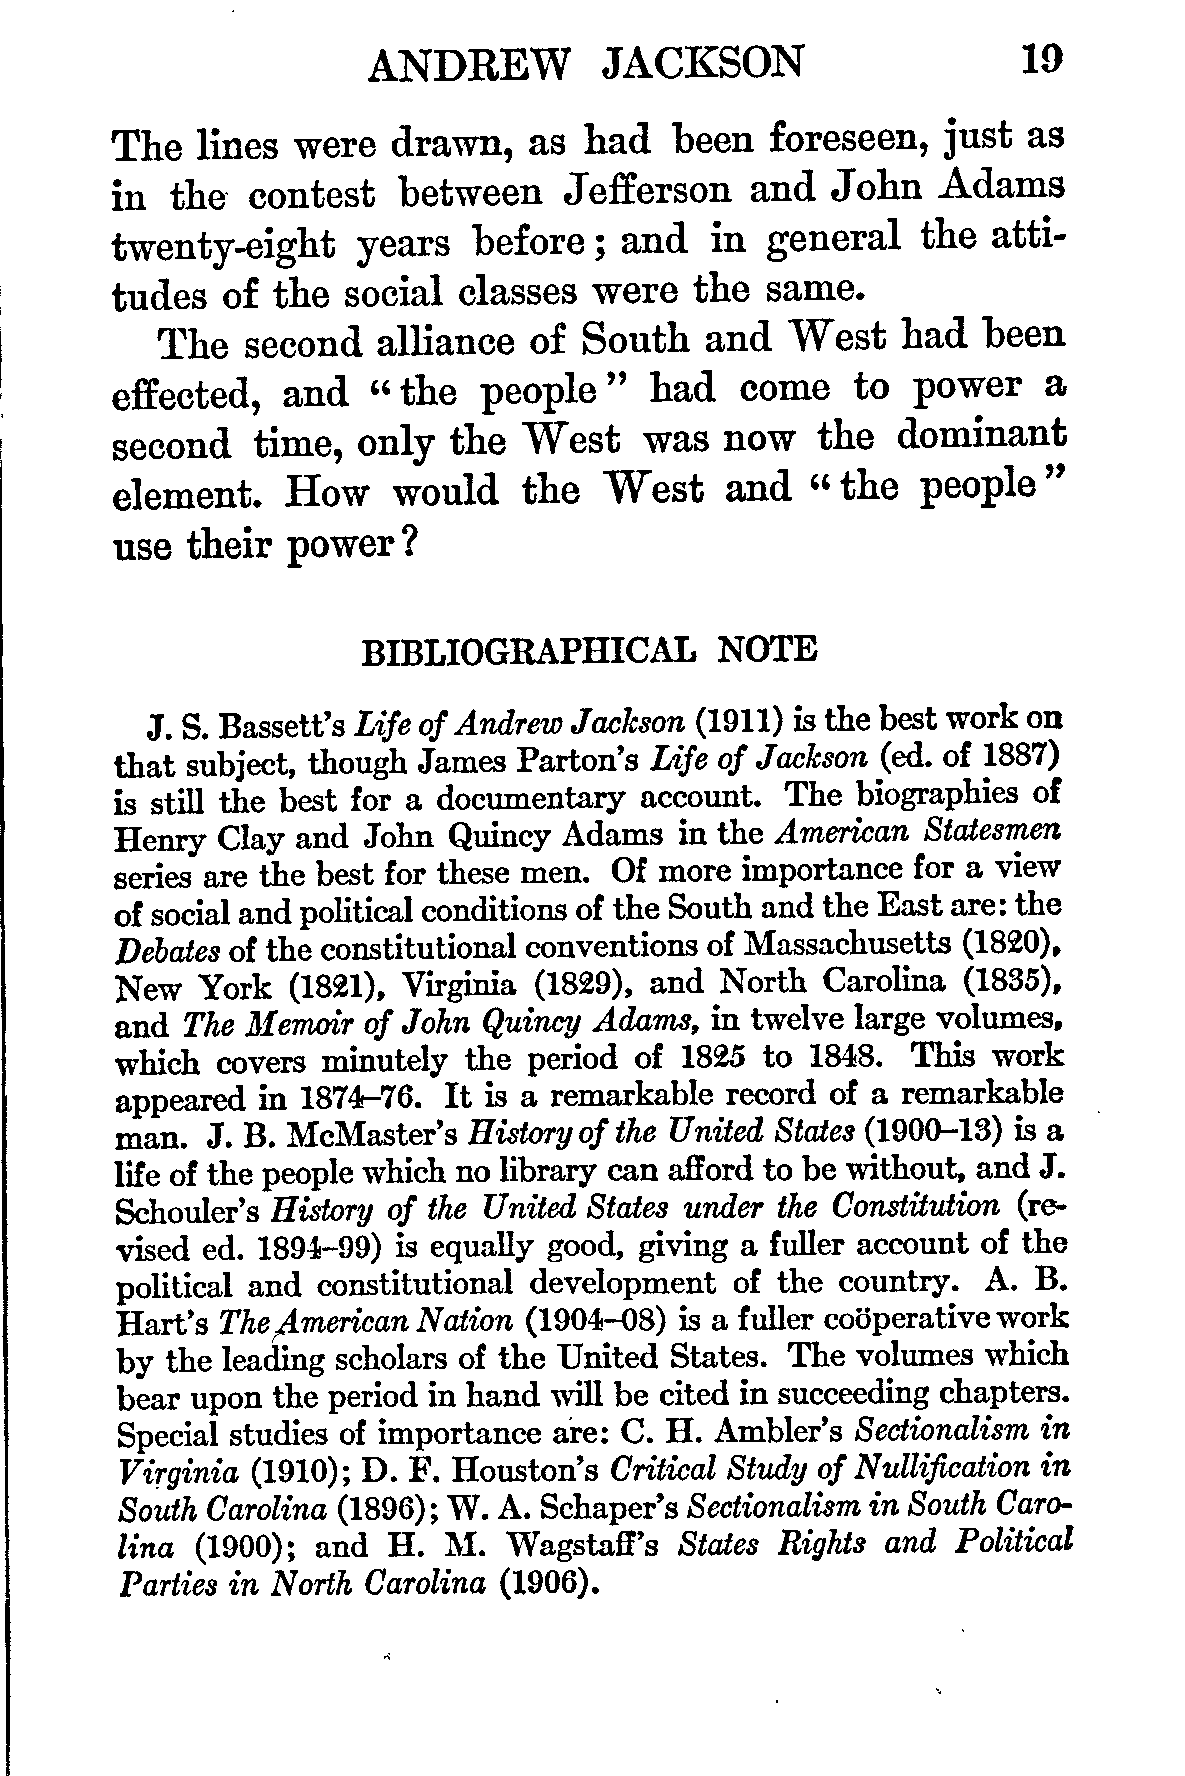 ANDREW JACKSON 19
The lines were drawn, as had been foreseen, just as
in the contest between Jefferson and John Adams
twenty-eight years before; and in general the atti-
tudes of the social classes were the same.
The second alliance of South and West had been
effected, and “the people” had come to power a
second time, only the West was now the dominant
element. How would the West and “the people”
use their power?
BIBLIOGRAPHICAL NOTE
J. S. Bassett’s Life of Andrew Jackson (1911) is the best work on
that subject, though James Parton’s Life of Jackson (ed. of 1887)
is still the best for a documentary account. The biographies of
Henry Clay and John Quincy Adams in the American Statesmen
series are the best for these men. Of more importance for a view
of social and political conditions of the South and the East are: the
Debates of the constitutional conventions of Massachusetts (1820),
New York (1821), Virginia (1829), and North Carolina (1835),
and The Memoir of John Quincy Adams, in twelve large volumes,
which covers minutely the period of 1825 to 1848. This work
appeared in 1874–76. It is a remarkable record of a remarkable
man. J. B. McMaster’s History of the United States (1900–13) is a
life of the people which no library can afford to be without, and J.
Schouler’s History of the United States under the Constitution (re-
vised ed. 1894–99) is equally good, giving a fuller account of the
political and constitutional development of the country. A. B.
Hart’s The American Nation (1904–08) is a fuller coöperative work
by the leading scholars of the United States. The volumes which
bear upon the period in hand will be cited in succeeding chapters.
Special studies of importance are: C. H. Ambler’s Sectionalism in
Virginia (1910); D. F. Houston’s Critical Study of Nullification in
South Carolina (1896); W. A. Schaper’s Sectionalism in South Caro-
lina (1900); and H. M. Wagstaff’s States Rights and Political
Parties in North Carolina (1906).